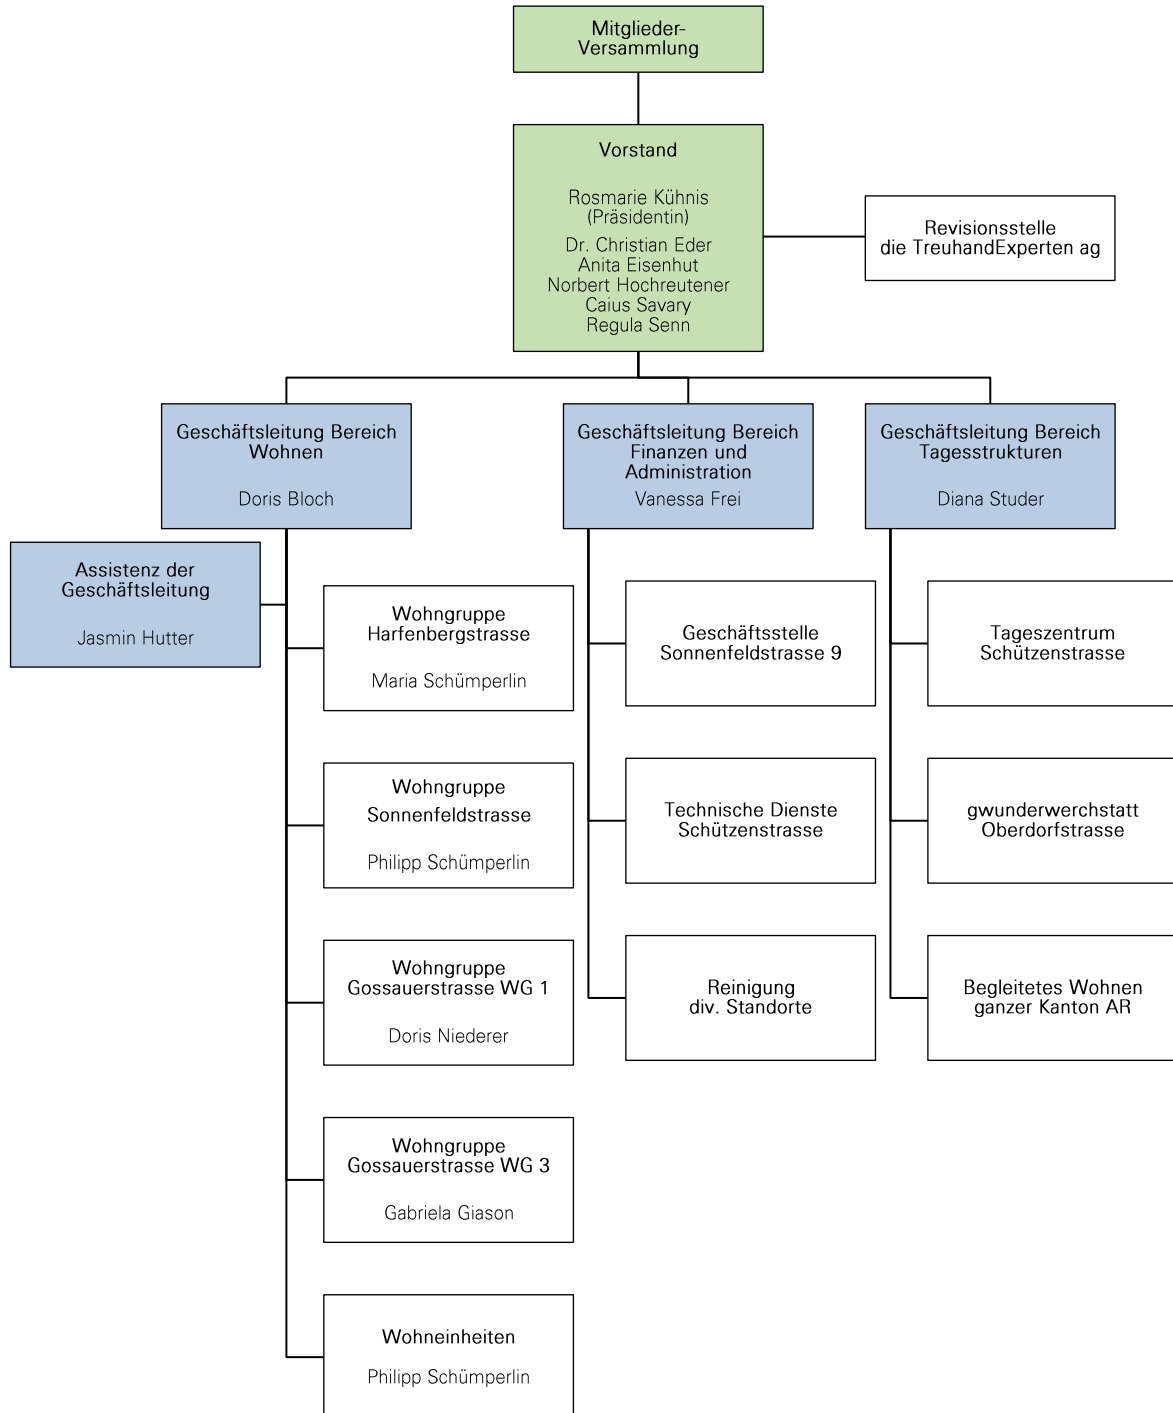 Mitglieder-
Versammlung
Vorstand
Rosmarie Kühnis
(Präsidentin)
Dr. Christian Eder
Anita Eisenhut
Norbert Hochreutener
Caius Savary
Regula Senn
Revisionsstelle
die TreuhandExperten ag
Geschäftsleitung Bereich
Wohnen
Doris Bloch
Geschäftsleitung Bereich
Finanzen und
Administration
Vanessa Frei
Geschäftsleitung Bereich
Tagesstrukturen
Diana Studer
Assistenz der
Geschäftsleitung
Jasmin Hutter
Wohngruppe
Harfenbergstrasse
Maria Schümperlin
Wohngruppe
Sonnenfeldstrasse
Philipp Schümperlin
Wohngruppe
Gossauerstrasse WG 1
Doris Niederer
Wohngruppe
Gossauerstrasse WG 3
Gabriela Giason
Wohneinheiten
Philipp Schümperlin
Geschäftsstelle
Sonnenfeldstrasse 9
Technische Dienste
Schützenstrasse
Reinigung
div. Standorte
Tageszentrum
Schützenstrasse
gwunderwerchstatt
Oberdorfstrasse
Begleitetes Wohnen
ganzer Kanton AR